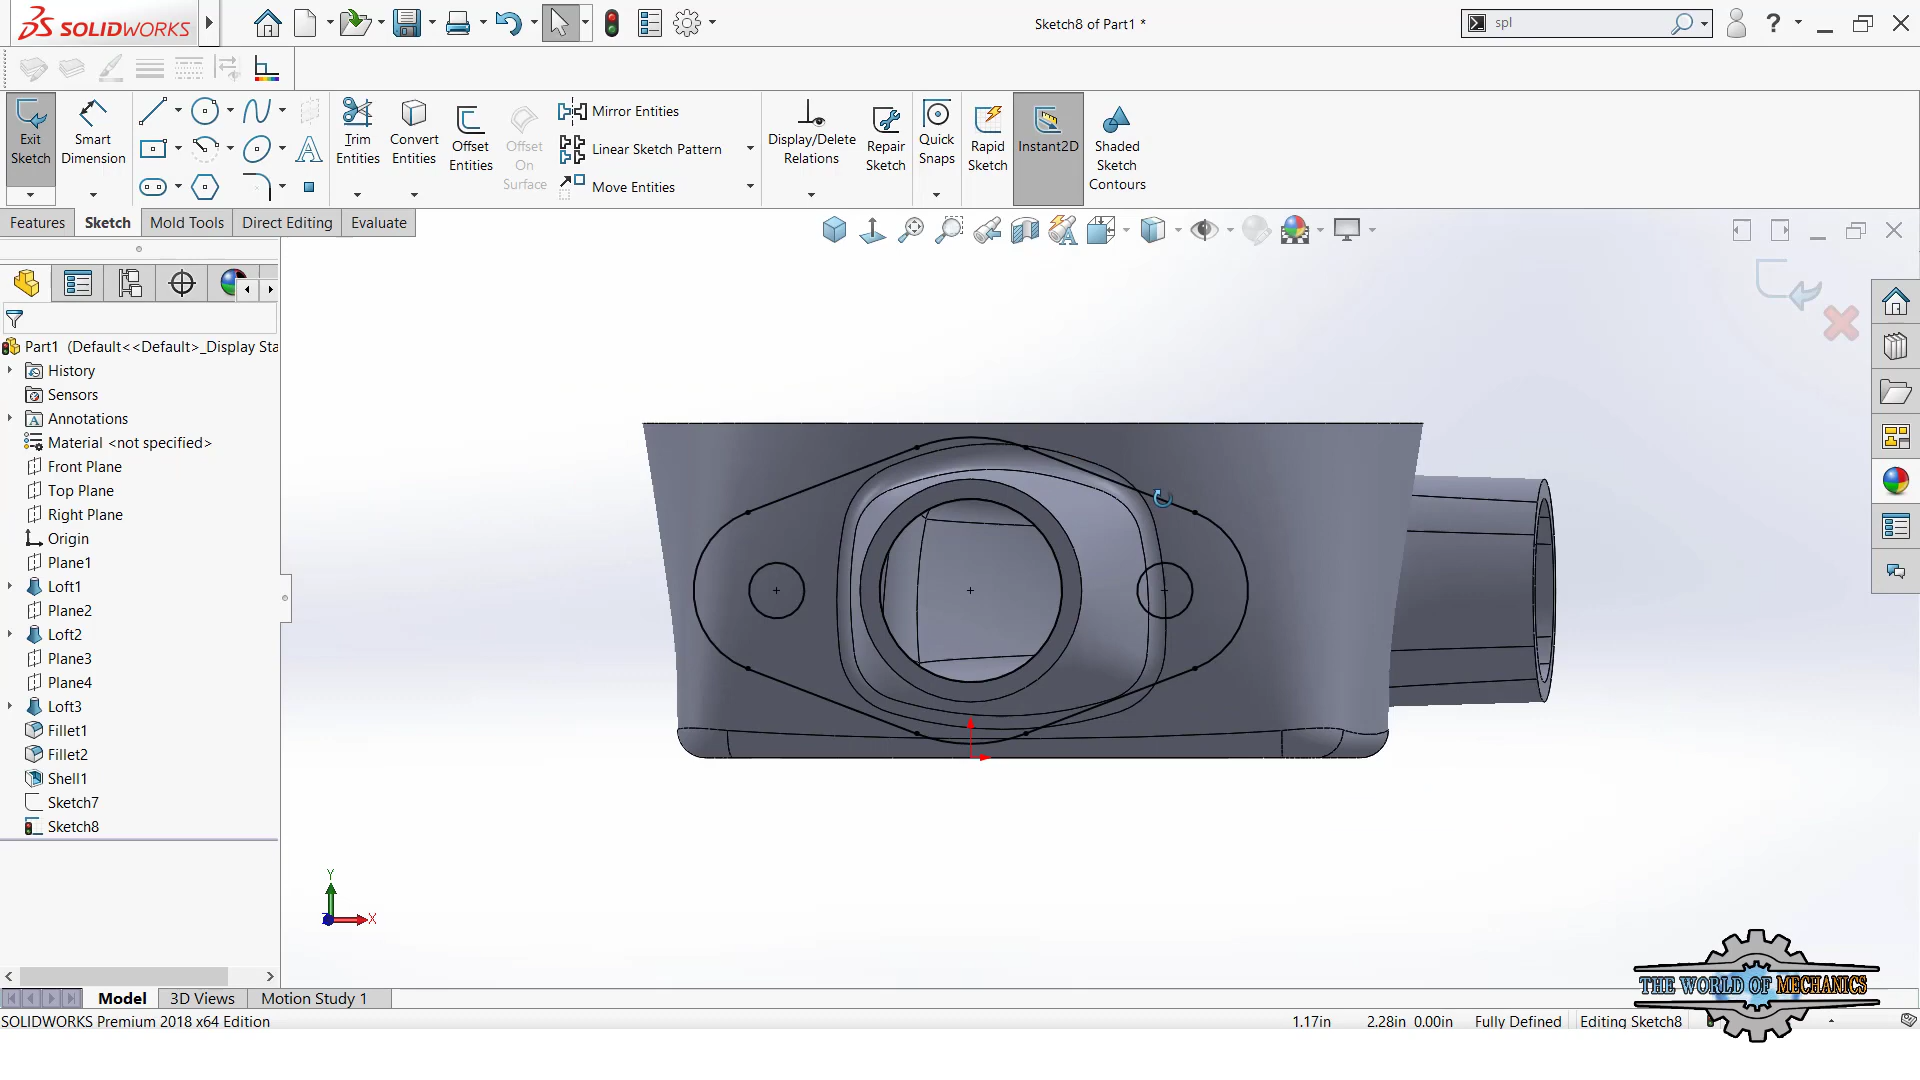 SOLIDWORKS
Sketch8 of Part1 *
spl
Exit Sketch
Smart Dimension
Trim Entities
Convert Entities
Offset Entities
Offset On Surface
Mirror Entities
Linear Sketch Pattern
Move Entities
Display/Delete Relations
Repair Sketch
Quick Snaps
Rapid Sketch
Instant2D
Shaded Sketch Contours
Features
Sketch
Mold Tools
Direct Editing
Evaluate
Part1 (Default<<Default>_Display Sta
History
Sensors
Annotations
Material <not specified>
Front Plane
Top Plane
Right Plane
Origin
Plane1
Loft1
Plane2
Loft2
Plane3
Plane4
Loft3
Fillet1
Fillet2
Shell1
Sketch7
Sketch8
Y
X
Z
Model
3D Views
Motion Study 1
THE WORLD OF MECHANICS
SOLIDWORKS Premium 2018 x64 Edition
1.17in
2.28in
0.00in
Fully Defined
Editing Sketch8